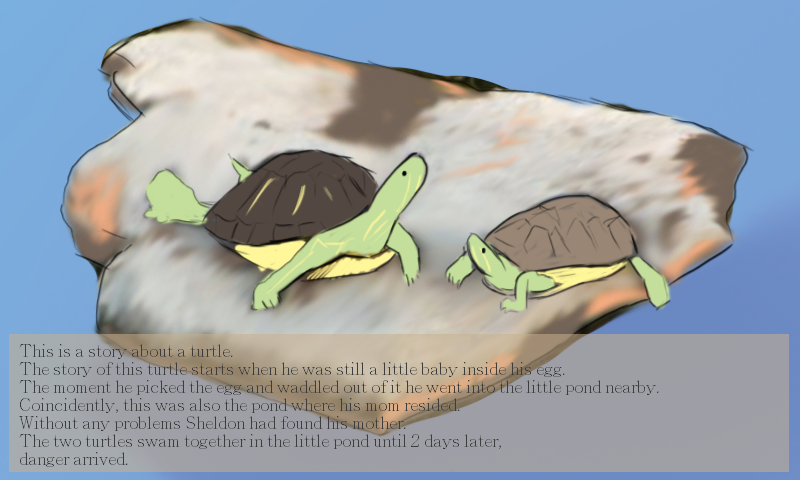 This is a story about a turtle.
The story of this turtle starts when he was still a little baby inside his egg.
The moment he picked the egg and waddled out of it he went into the little pond nearby.
Coincidently, this was also the pond where his mom resided.
Without any problems Sheldon had found his mother.
The two turtles swam together in the little pond until 2 days later,
danger arrived.